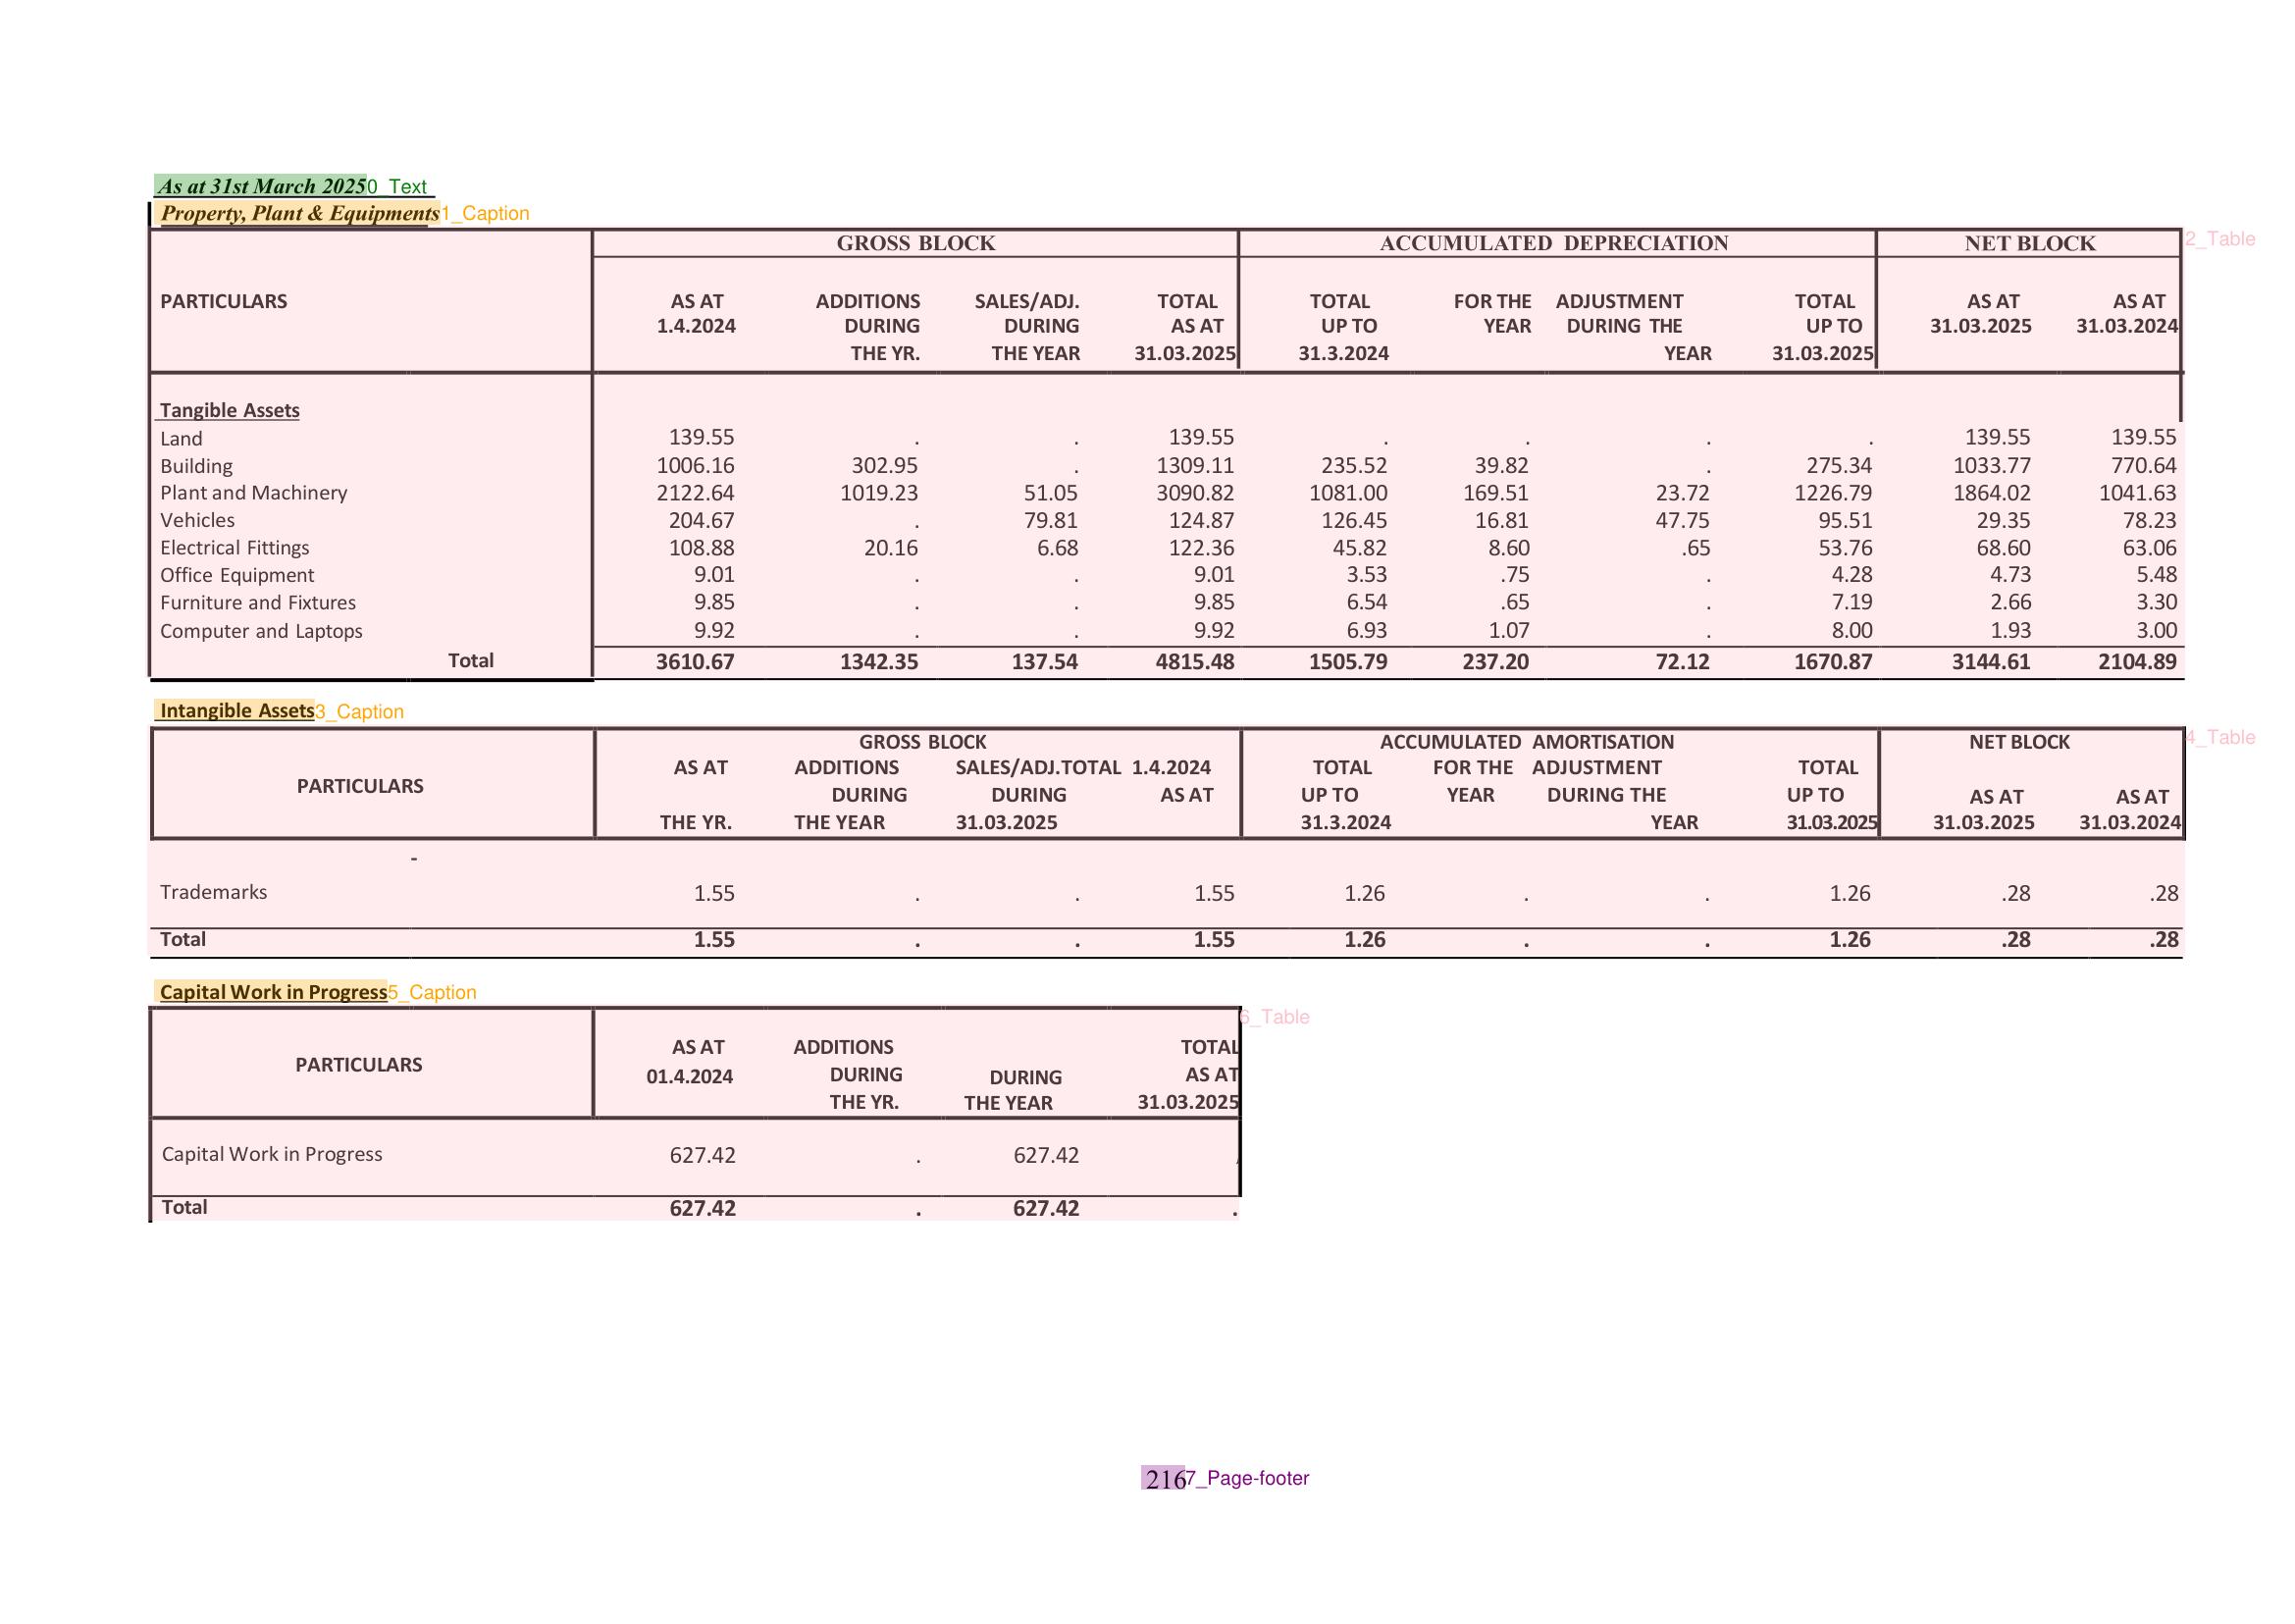 As at 31st March 2025 0_Text
Property, Plant & Equipments 1_Caption
GROSS BLOCK ACCUMULATED DEPRECIATION NET BLOCK 2_Table
PARTICULARS AS AT ADDITIONS SALES/ADJ. TOTAL TOTAL FOR THE ADJUSTMENT TOTAL AS AT AS AT
1.4.2024 DURING DURING AS AT UP TO YEAR DURING THE UP TO 31.03.2025 31.03.2024
THE YR. THE YEAR 31.03.2025 31.3.2024 YEAR 31.03.2025
Tangible Assets
Land 139.55 . . 139.55 . . . . 139.55 139.55
Building 1006.16 302.95 . 1309.11 235.52 39.82 . 275.34 1033.77 770.64
Plant and Machinery 2122.64 1019.23 51.05 3090.82 1081.00 169.51 23.72 1226.79 1864.02 1041.63
Vehicles 204.67 . 79.81 124.87 126.45 16.81 47.75 95.51 29.35 78.23
Electrical Fittings 108.88 20.16 6.68 122.36 45.82 8.60 .65 53.76 68.60 63.06
Office Equipment 9.01 . . 9.01 3.53 .75 . 4.28 4.73 5.48
Furniture and Fixtures 9.85 . . 9.85 6.54 .65 . 7.19 2.66 3.30
Computer and Laptops 9.92 . . 9.92 6.93 1.07 . 8.00 1.93 3.00
Total 3610.67 1342.35 137.54 4815.48 1505.79 237.20 72.12 1670.87 3144.61 2104.89
Intangible Assets 3_Caption
GROSS BLOCK ACCUMULATED AMORTISATION NET BLOCK 4_Table
AS AT ADDITIONS SALES/ADJ.TOTAL 1.4.2024 TOTAL FOR THE ADJUSTMENT TOTAL
PARTICULARS DURING DURING AS AT UP TO YEAR DURING THE UP TO AS AT AS AT
THE YR. THE YEAR 31.03.2025 31.3.2024 YEAR 31.03.2025 31.03.2025 31.03.2024
-
Trademarks 1.55 . . 1.55 1.26 . . 1.26 .28 .28
Total 1.55 . . 1.55 1.26 . . 1.26 .28 .28
Capital Work in Progress 5_Caption
6_Table
AS AT ADDITIONS TOTAL
PARTICULARS 01.4.2024 DURING DURING AS AT
THE YR. THE YEAR 31.03.2025
Capital Work in Progress 627.42 . 627.42
Total 627.42 . 627.42 .
216 7_Page-footer